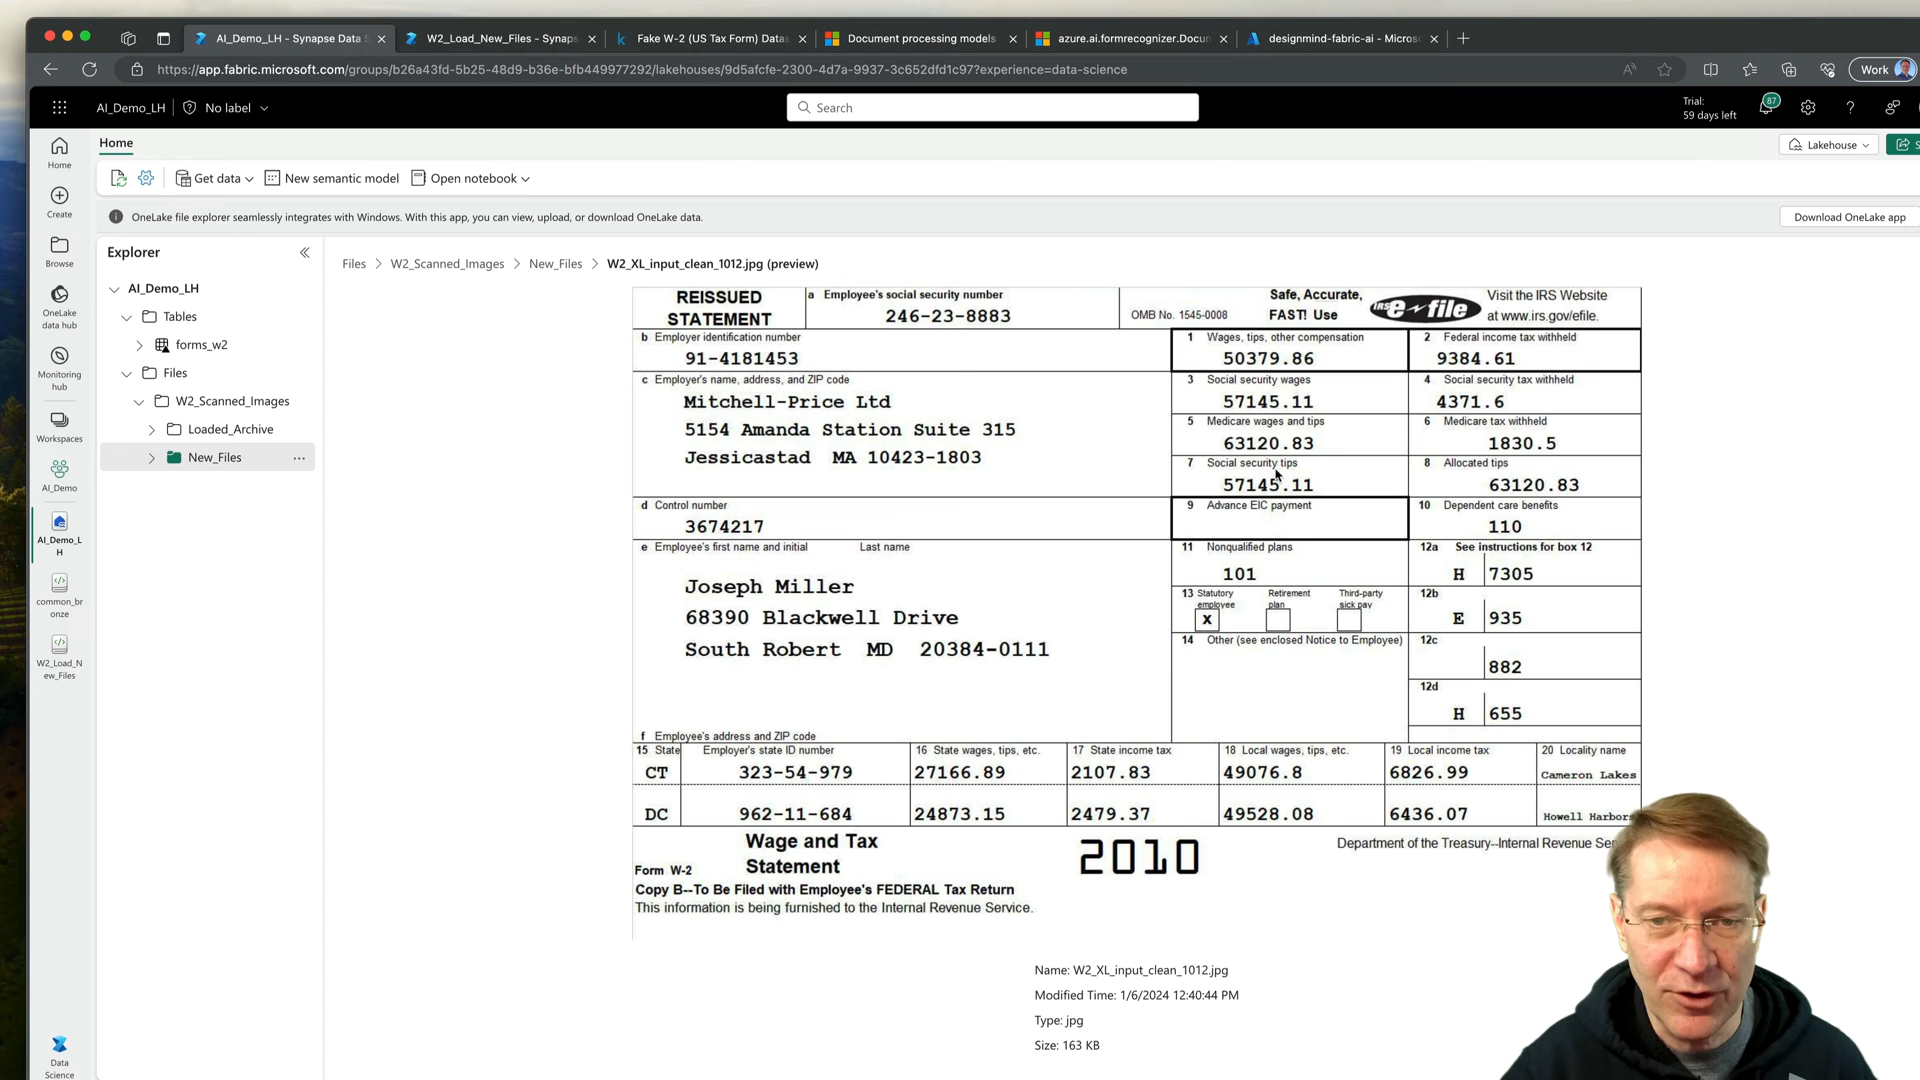 AI_Demo_LH - Synapse Data S
W2_Load_New_Files - Synaps
Fake W-2 (US Tax Form) Datas
Document processing models
azure.ai.formrecognizer.Docun
designmind-fabric-ai - Microso
https://app.fabric.microsoft.com/groups/b26a43fd-5b25-48d9-b36e-bfb449977292/lakehouses/9d5afcfe-2300-4d7a-9937-3c652dfd1c97?experience=data-science
Work
AI_Demo_LH
No label
Search
Trial:
59 days left
87
Home
Lakehouse
Get data
New semantic model
Open notebook
OneLake file explorer seamlessly integrates with Windows. With this app, you can view, upload, or download OneLake data.
Download OneLake app
Home
Create
Browse
OneLake
data hub
Monitoring
hub
Workspaces
AI_Demo
AI_Demo_L
H
common_br
onze
W2_Load_N
ew_Files
Data
Science
Explorer
AI_Demo_LH
Tables
forms_w2
Files
W2_Scanned_Images
Loaded_Archive
New_Files
Files > W2_Scanned_Images > New_Files > W2_XL_input_clean_1012.jpg (preview)
REISSUED
STATEMENT
a Employee's social security number
246-23-8883
OMB No. 1545-0008
Safe, Accurate,
FAST! Use
IRS e-file
Visit the IRS Website
at www.irs.gov/efile.
b Employer identification number
91-4181453
1 Wages, tips, other compensation
50379.86
2 Federal income tax withheld
9384.61
c Employer's name, address, and ZIP code
Mitchell-Price Ltd
5154 Amanda Station Suite 315
Jessicastad MA 10423-1803
3 Social security wages
57145.11
4 Social security tax withheld
4371.6
5 Medicare wages and tips
63120.83
6 Medicare tax withheld
1830.5
7 Social security tips
57145.11
8 Allocated tips
63120.83
d Control number
3674217
9 Advance EIC payment
10 Dependent care benefits
110
e Employee's first name and initial Last name
Joseph Miller
68390 Blackwell Drive
South Robert MD 20384-0111
11 Nonqualified plans
101
12a See instructions for box 12
H 7305
13 Statutory employee
Retirement plan
Third-party sick pay
X
12b
E 935
14 Other (see enclosed Notice to Employee)
12c
882
12d
H 655
f Employee's address and ZIP code
15 State Employer's state ID number 16 State wages, tips, etc. 17 State income tax 18 Local wages, tips, etc. 19 Local income tax 20 Locality name
CT 323-54-979 27166.89 2107.83 49076.8 6826.99 Cameron Lakes
DC 962-11-684 24873.15 2479.37 49528.08 6436.07 Howell Harbors
Form W-2
Wage and Tax
Statement
2010
Department of the Treasury--Internal Revenue Ser
Copy B--To Be Filed with Employee's FEDERAL Tax Return
This information is being furnished to the Internal Revenue Service.
Name: W2_XL_input_clean_1012.jpg
Modified Time: 1/6/2024 12:40:44 PM
Type: jpg
Size: 163 KB